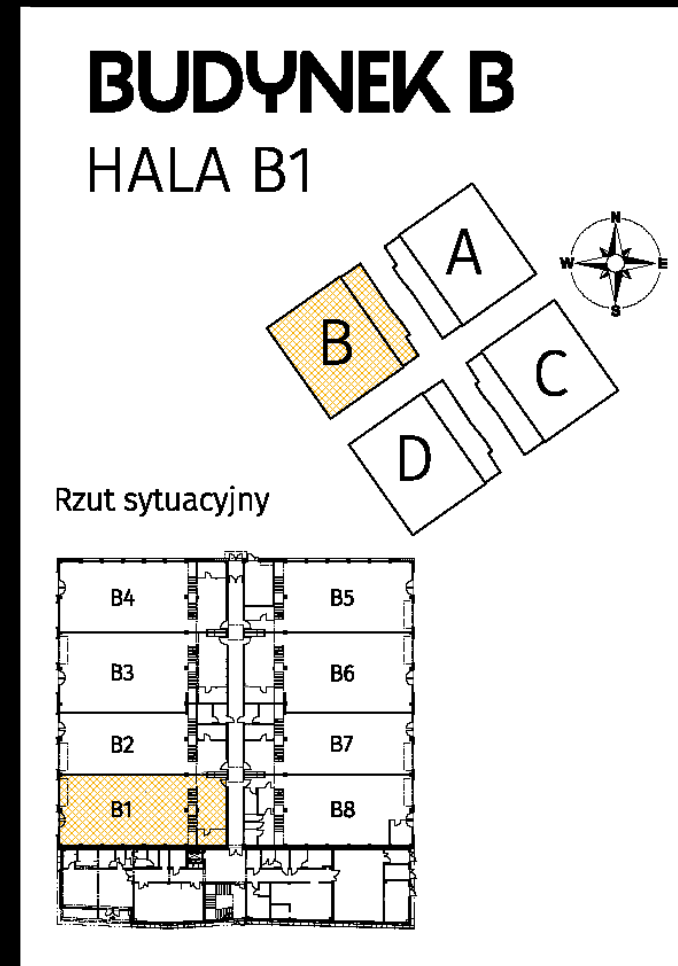 BUDYNEK B
HALA B1
A
N
W
E
S
B
C
D
Rzut sytuacyjny
B4
B5
B3
B6
B2
B7
B1
B8